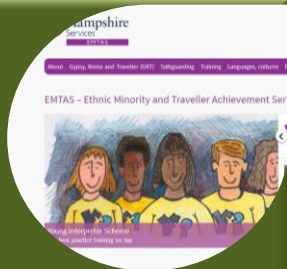 Hampshire
Services
EMTAS
About Gypsy, Roma and Traveller (GRT) Safeguarding Training Languages, cultures
EMTAS – Ethnic Minority and Traveller Achievement Ser
Young Interpreter Scheme
practice training on tap